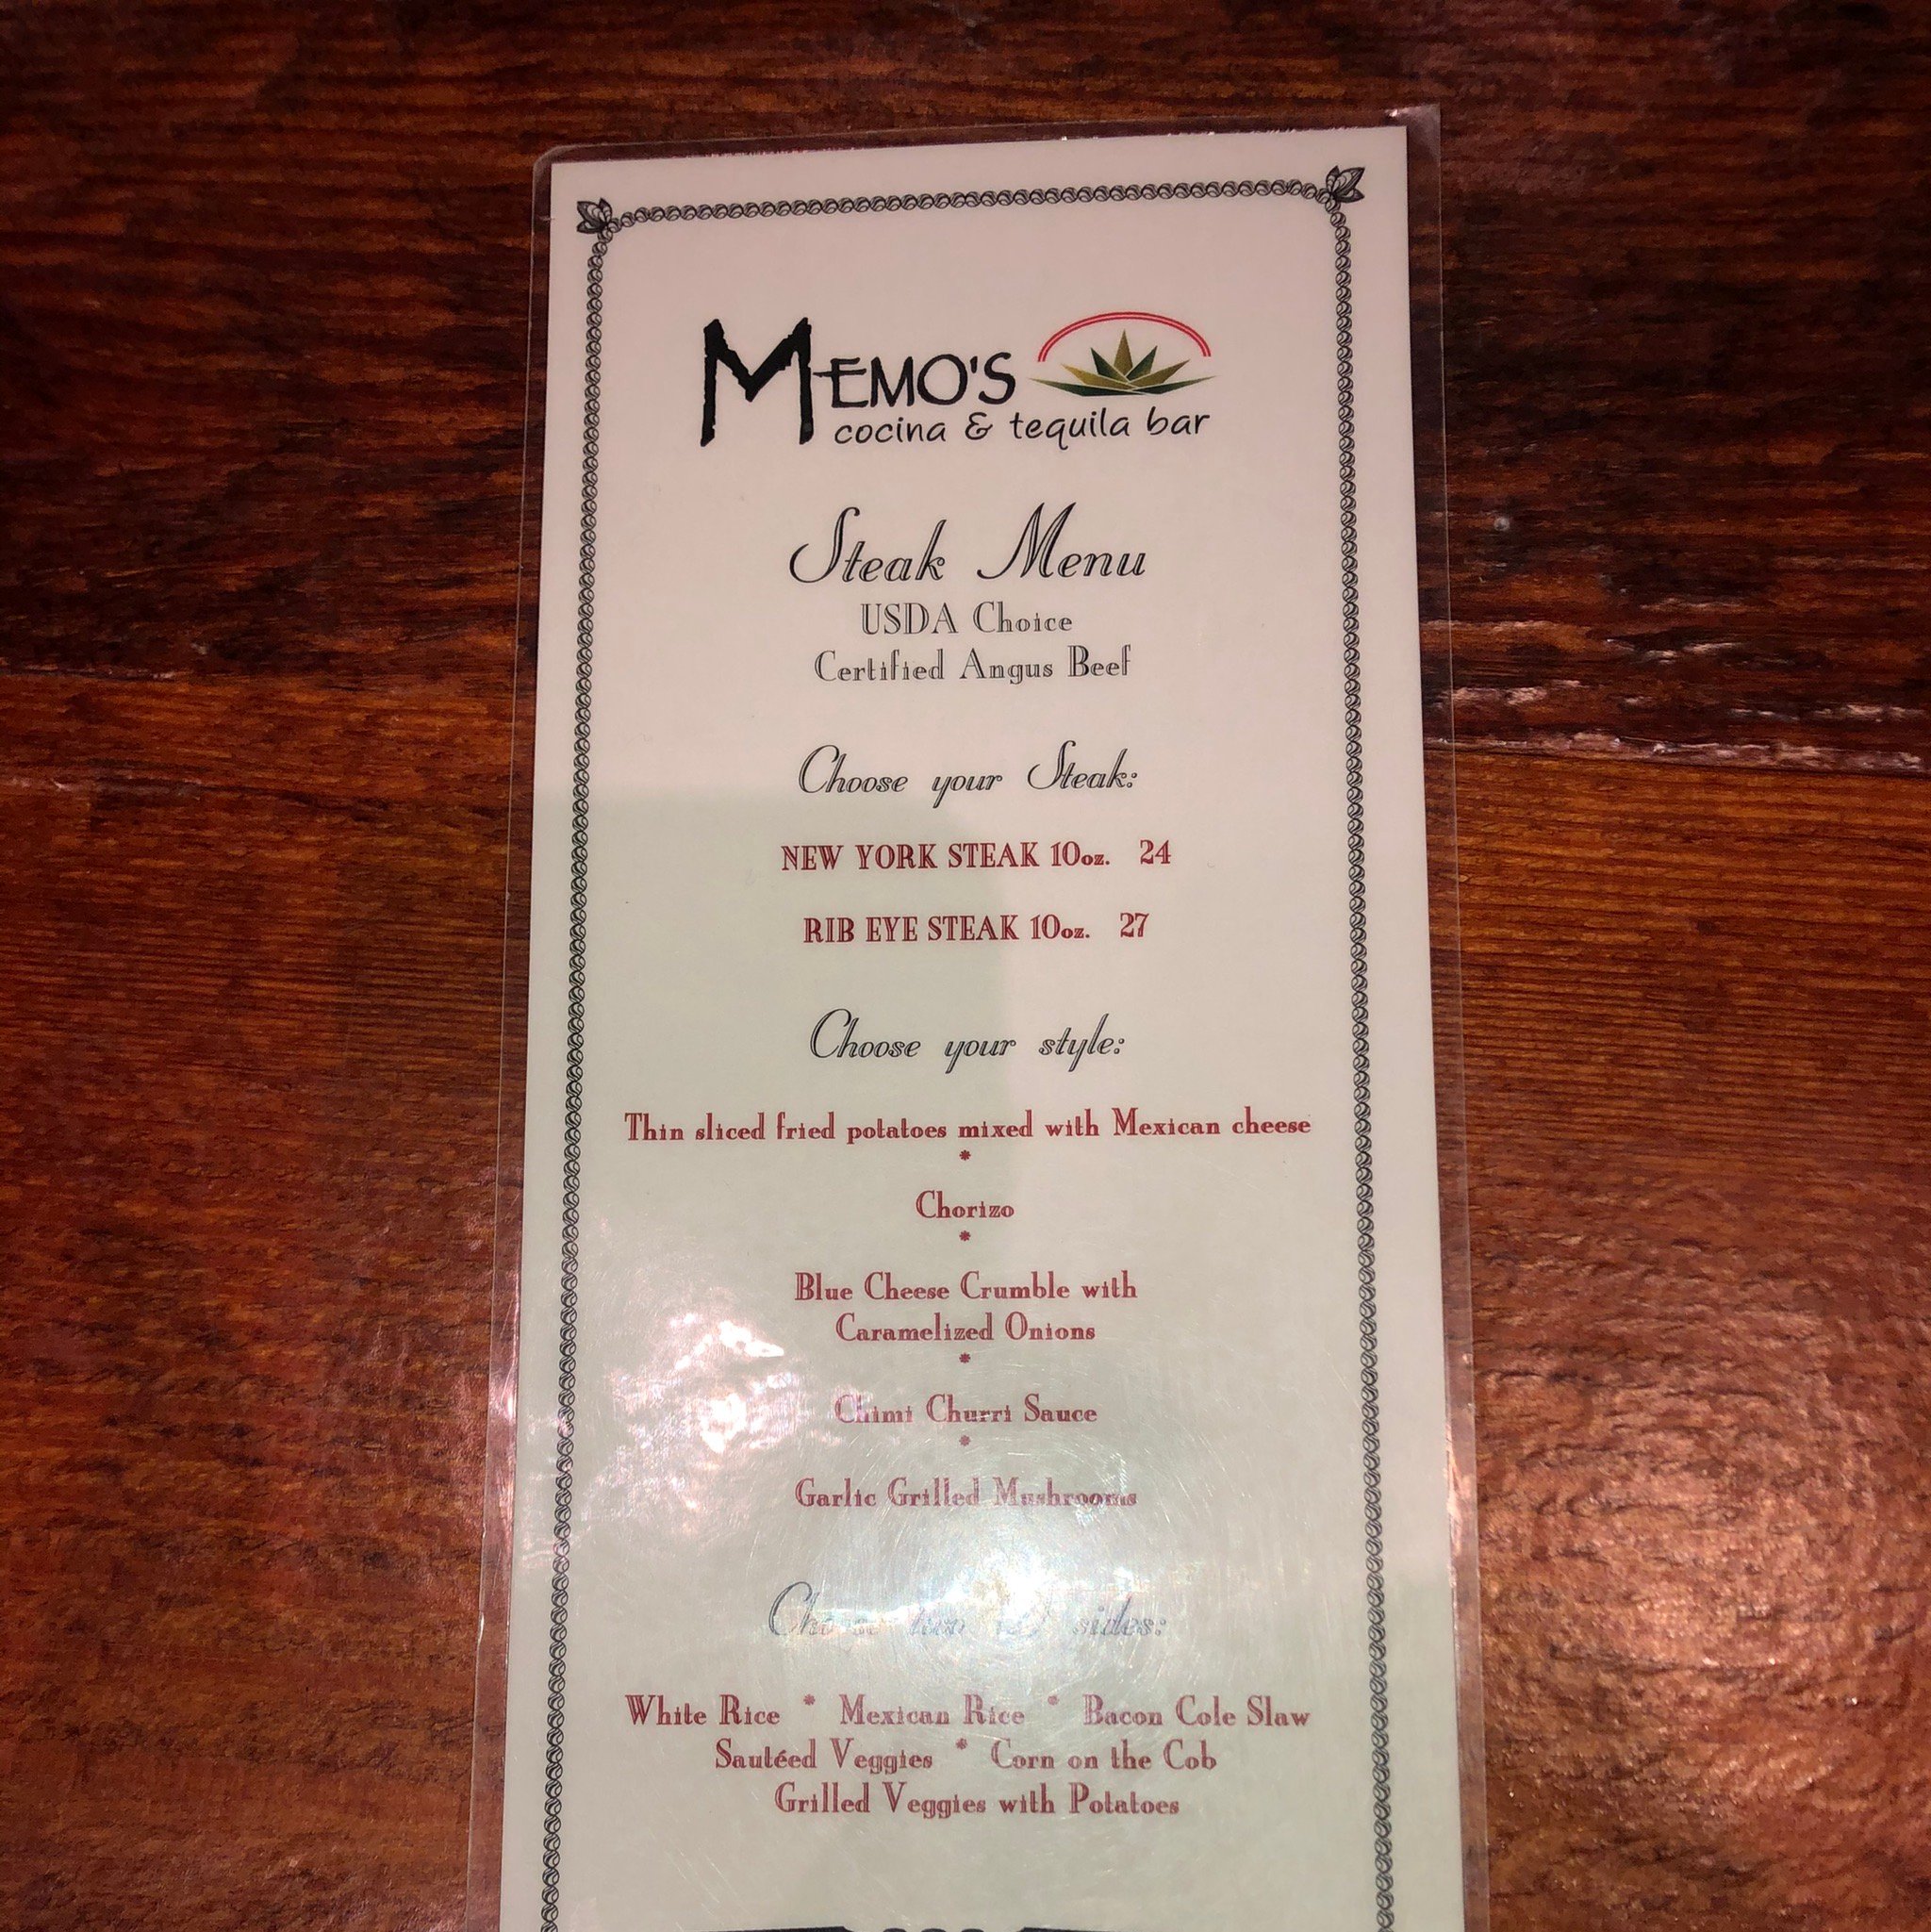 MEMO'S
cocina & tequila bar
Steak Menu
USDA Choice
Certified Angus Beef
Choose your Steak:
NEW YORK STEAK 10oz. 24
RIB EYE STEAK 10oz. 27
Choose your style:
Thin sliced fried potatoes mixed with Mexican cheese
*
Chorizo
*
Blue Cheese Crumble with
Caramelized Onions
*
Chimi Churri Sauce
*
Garlic Grilled Mushrooms
Choose two sides:
White Rice * Mexican Rice * Bacon Cole Slaw
Sautéed Veggies * Corn on the Cob
Grilled Veggies with Potatoes